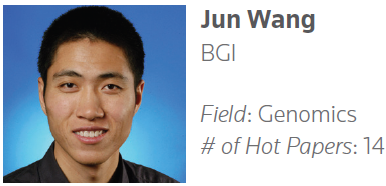 Jun Wang
BGI
Field: Genomics
# of Hot Papers: 14